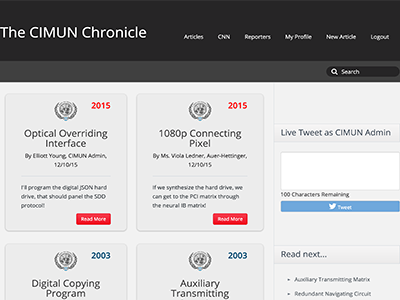 The CIMUN Chronicle
Articles CNN Reporters My Profile New Article Logout
Search
2015
Optical Overriding
Interface
By Elliott Young, CIMUN Admin,
12/10/15
I'll program the digital JSON hard
drive, that should panel the SDD
protocol!
Read More
2015
1080p Connecting
Pixel
By Ms. Viola Ledner, Auer-Hettinger,
12/10/15
If we synthesize the hard drive, we
can get to the PCI matrix through
the neural IB matrix!
Read More
Live Tweet as CIMUN Admin
100 Characters Remaining
Tweet
2003
Digital Copying
Program
2003
Auxiliary
Transmitting
Read next...
Auxiliary Transmitting Matrix
Redundant Navigating Circuit